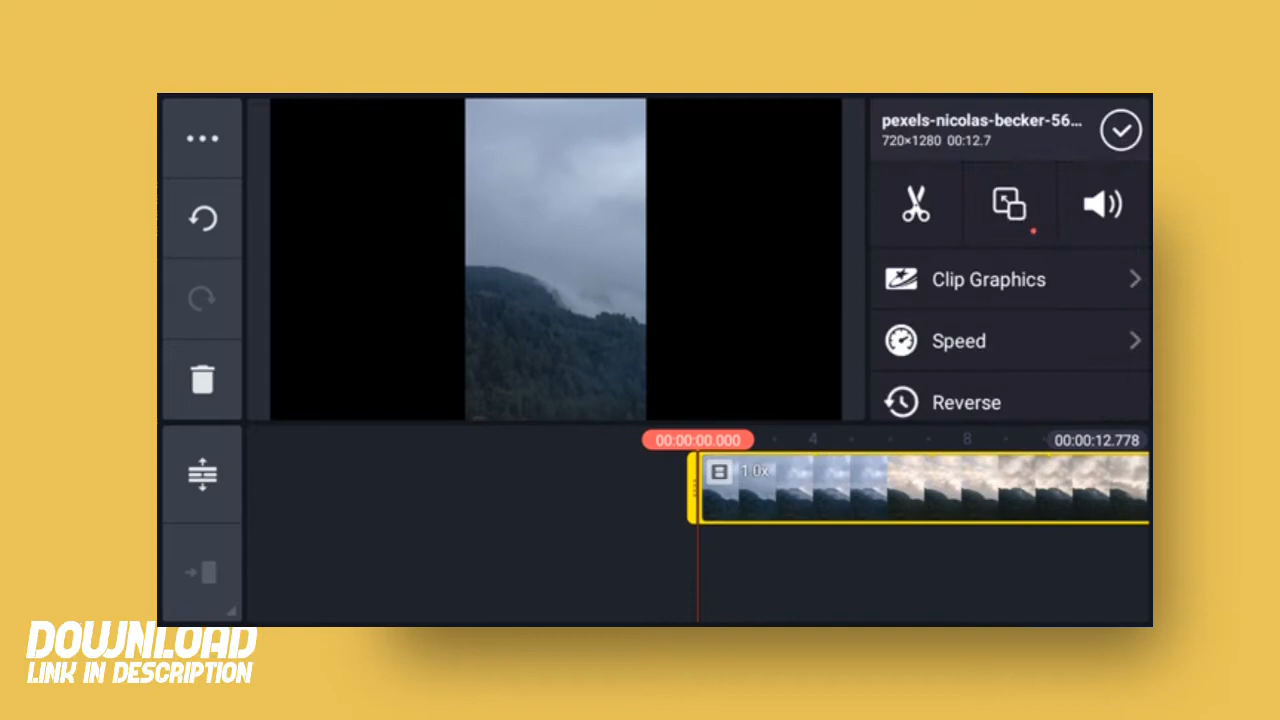 pexels-nicolas-becker-56...
720×1280 00:12.7
Clip Graphics
Speed
Reverse
00:00:00.000
4
8
00:00:12.778
1.0x
DOWNLOAD
LINK IN DESCRIPTION